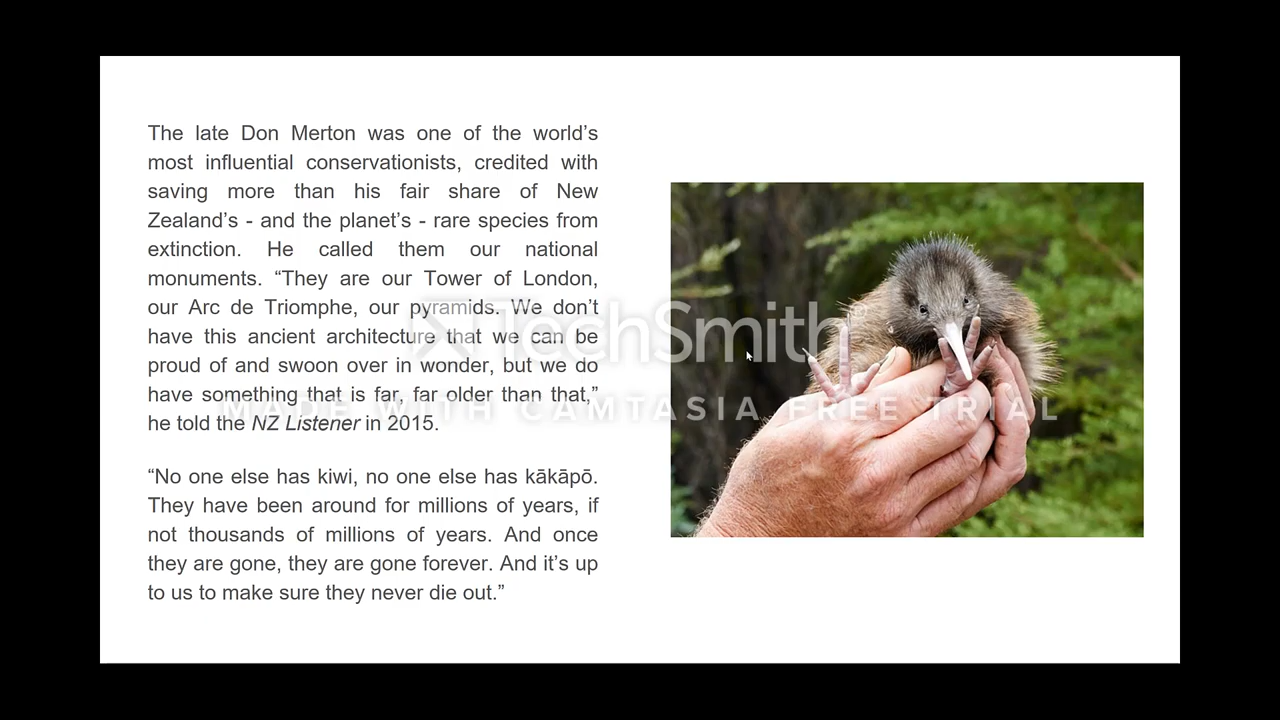 The late Don Merton was one of the world’s
most influential conservationists, credited with
saving more than his fair share of New
Zealand’s - and the planet’s - rare species from
extinction. He called them our national
monuments. “They are our Tower of London,
our Arc de Triomphe, our pyramids. We don’t
have this ancient architecture that we can be
proud of and swoon over in wonder, but we do
have something that is far, far older than that,”
he told the NZ Listener in 2015.
“No one else has kiwi, no one else has kākāpō.
They have been around for millions of years, if
not thousands of millions of years. And once
they are gone, they are gone forever. And it’s up
to us to make sure they never die out.”
TechSmith®
MADE WITH CAMTASIA FREE TRIAL